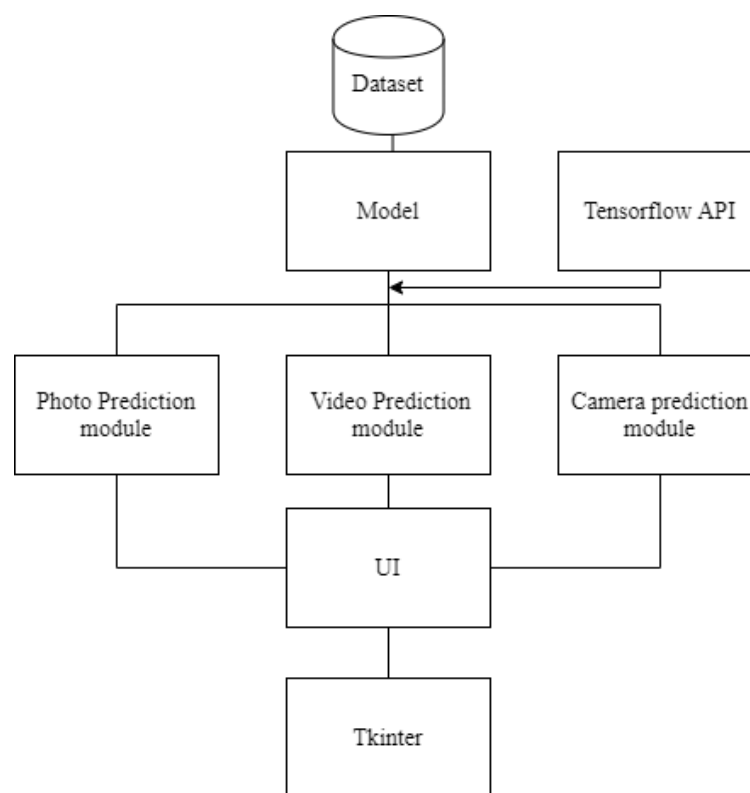 Dataset
Model
Tensorflow API
Photo Prediction
module
Video Prediction
module
Camera prediction
module
UI
Tkinter